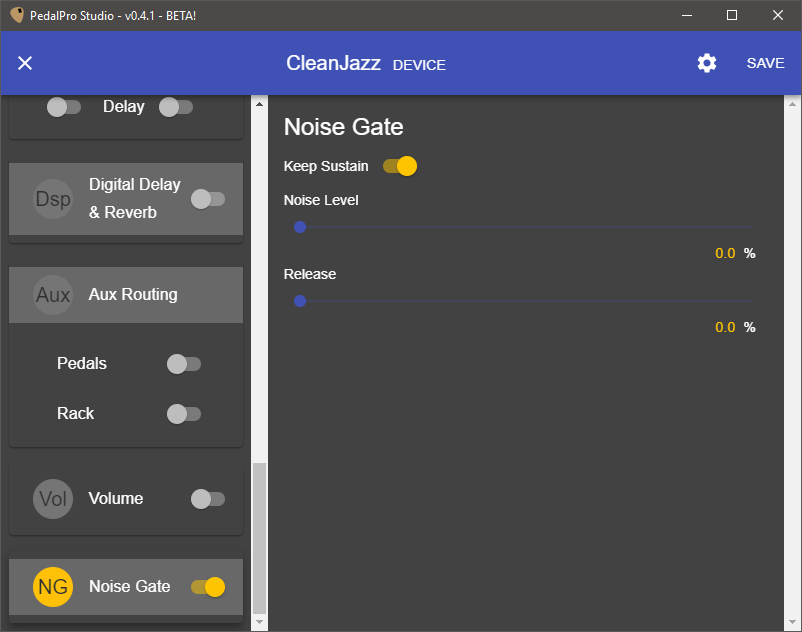 PedalPro Studio - v0.4.1 - BETA!
CleanJazz DEVICE
SAVE
Delay
Dsp
Digital Delay
& Reverb
Aux
Aux Routing
Pedals
Rack
Vol
Volume
NG
Noise Gate
Noise Gate
Keep Sustain
Noise Level
0.0 %
Release
0.0 %